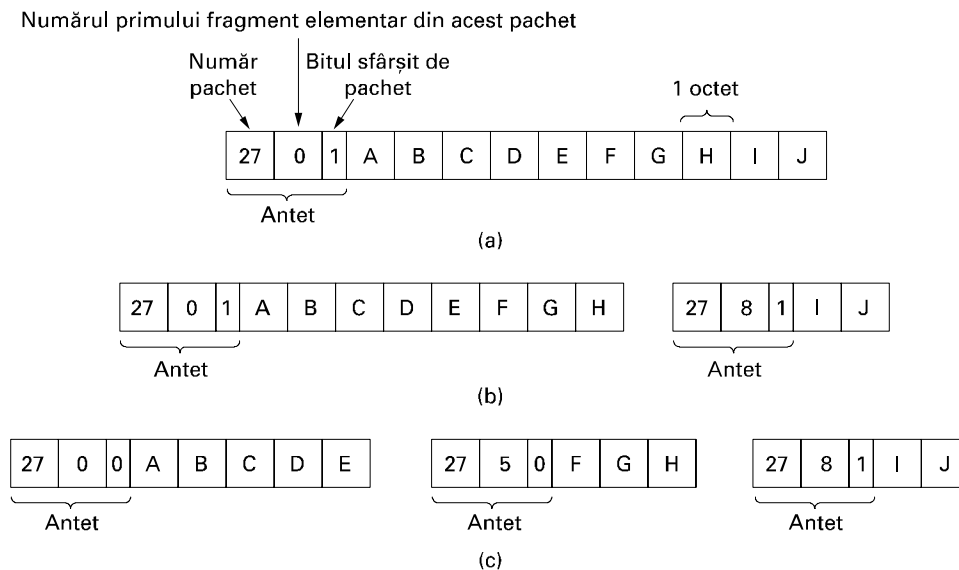 Numărul primului fragment elementar din acest pachet
Număr pachet
Bitul sfârșit de pachet
1 octet
27 0 1 A B C D E F G H I J
Antet
(a)
27 0 1 A B C D E F G H
27 8 1 I J
Antet
Antet
(b)
27 0 0 A B C D E
27 5 0 F G H
27 8 1 I J
Antet
Antet
Antet
(c)